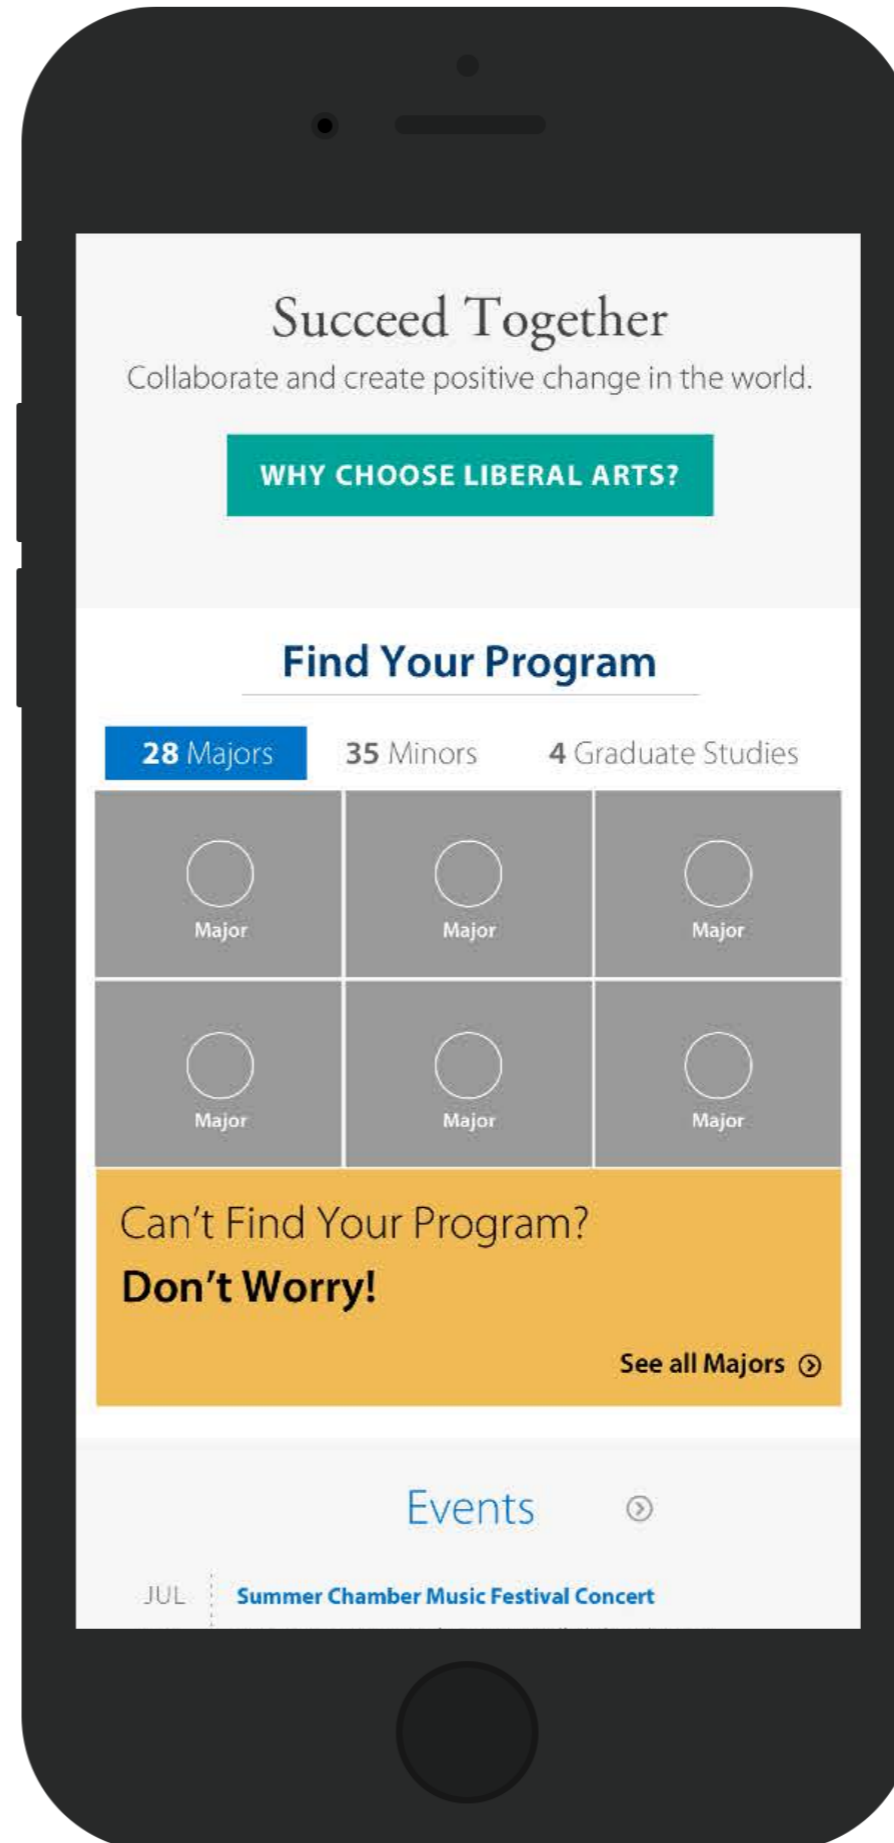 Succeed Together
Collaborate and create positive change in the world.
WHY CHOOSE LIBERAL ARTS?
Find Your Program
28 Majors 35 Minors 4 Graduate Studies
Major Major Major
Major Major Major
Can't Find Your Program?
Don't Worry!
See all Majors
Events
JUL Summer Chamber Music Festival Concert